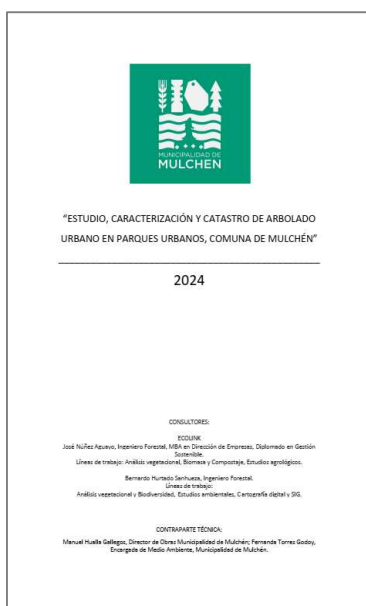 MUNICIPALIDAD DE
MULCHÉN
“ESTUDIO, CARACTERIZACIÓN Y CATASTRO DE ARBOLADO
URBANO EN PARQUES URBANOS, COMUNA DE MULCHÉN”
2024
CONSULTORES:
ECOLINK
José Núñez Aguayo, Ingeniero Forestal, MBA en Dirección de Empresas, Diplomado en Gestión
Sostenible.
Líneas de trabajo: Análisis vegetacional, Biomasa y Compostaje, Estudios agrológicos.
Bernardo Hurtado Sanhueza, Ingeniero Forestal.
Líneas de trabajo:
Análisis vegetacional y Biodiversidad, Estudios ambientales, Cartografía digital y SIG.
CONTRAPARTE TÉCNICA:
Manuel Hualla Gallegos, Director de Obras Municipalidad de Mulchén; Fernanda Torres Godoy,
Encargada de Medio Ambiente, Municipalidad de Mulchén.